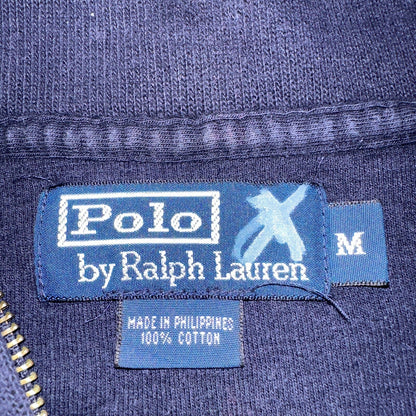 Polo
by Ralph Lauren
M
MADE IN PHILIPPINES
100% COTTON